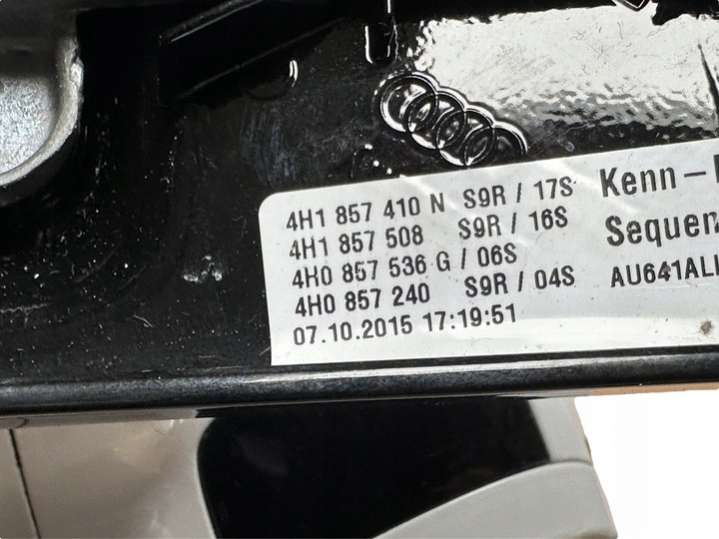 4H1 857 410 N S9R / 17S Kenn –
4H1 857 508 S9R / 16S Sequen
4H0 857 536 G / 06S
4H0 857 240 S9R / 04S AU641AL
07.10.2015 17:19:51